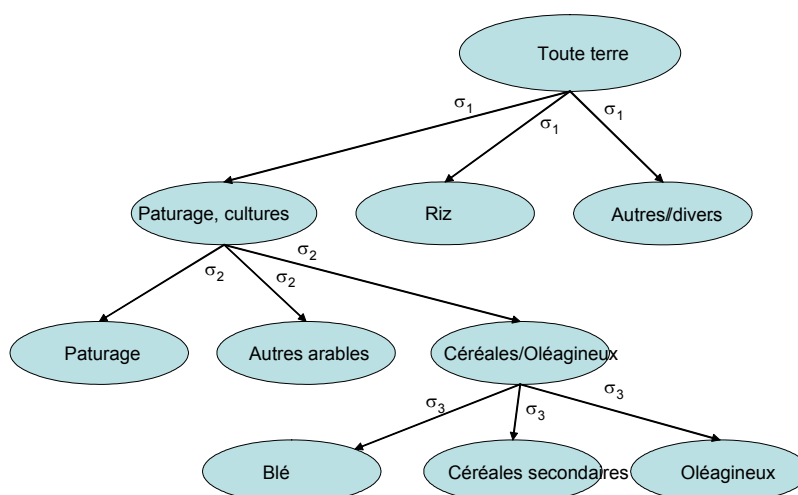 Toute terre
σ1
σ1
σ1
Paturage, cultures
Riz
Autres/divers
σ2
σ2
σ2
Paturage
Autres arables
Céréales/Oléagineux
σ3
σ3
σ3
Blé
Céréales secondaires
Oléagineux